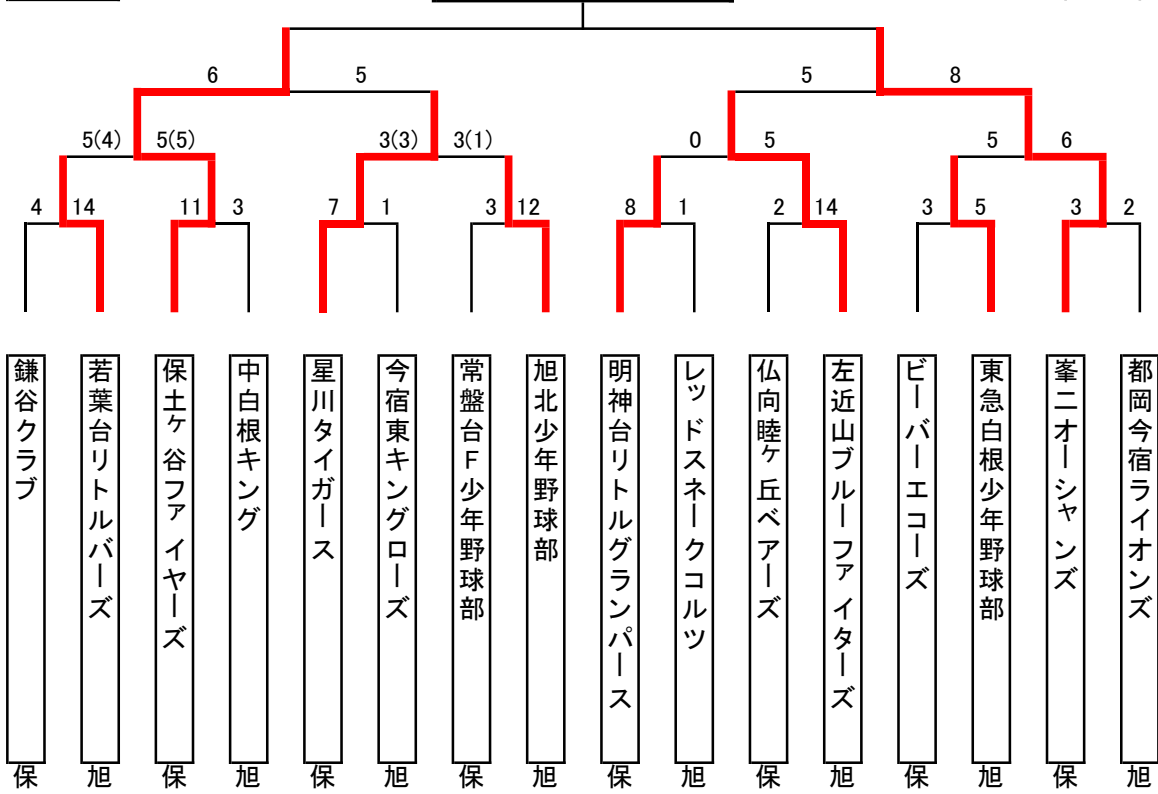 6 5 5 8
5(4) 5(5) 3(3) 3(1) 0 5 5 6
4 14 11 3 7 1 3 12 8 1 2 14 3 5 3 2
鎌谷クラブ
若葉台リトルバーズ
保土ヶ谷ファイヤーズ
中白根キング
星川タイガース
今宿東キングローズ
常盤台F少年野球部
旭北少年野球部
明神台リトルグランパース
レッドスネークコルツ
仏向睦ヶ丘ベアーズ
左近山ブルーファイターズ
ビーバーエコーズ
東急白根少年野球部
峯二オーシャンズ
都岡今宿ライオンズ
保 旭 保 旭 保 旭 保 旭 保 旭 保 旭 保 旭 保 旭